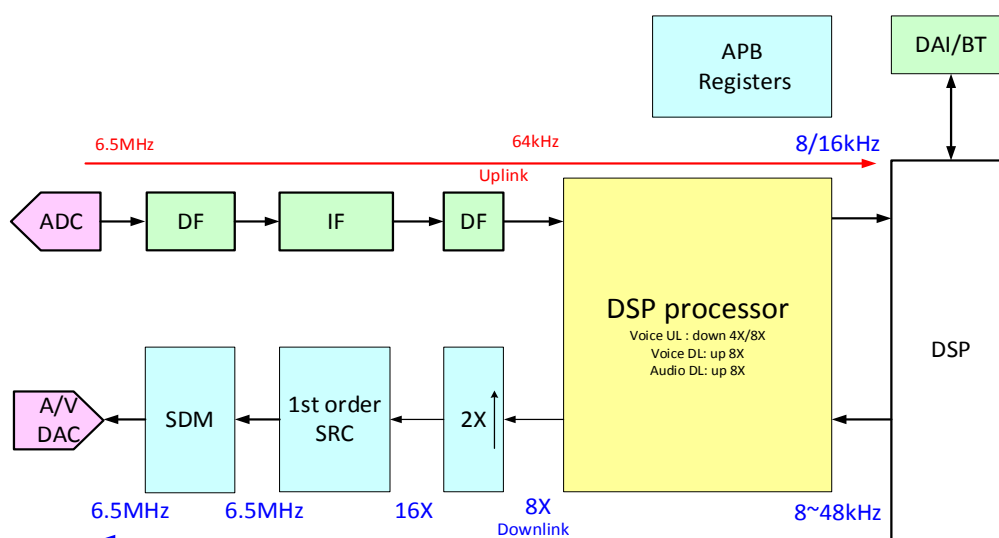 APB
Registers
DAI/BT
6.5MHz
64kHz
8/16kHz
Uplink
ADC
DF
IF
DF
DSP processor
Voice UL : down 4X/8X
Voice DL: up 8X
Audio DL: up 8X
DSP
A/V
DAC
SDM
1st order
SRC
2X
6.5MHz
6.5MHz
16X
8X
Downlink
8~48kHz